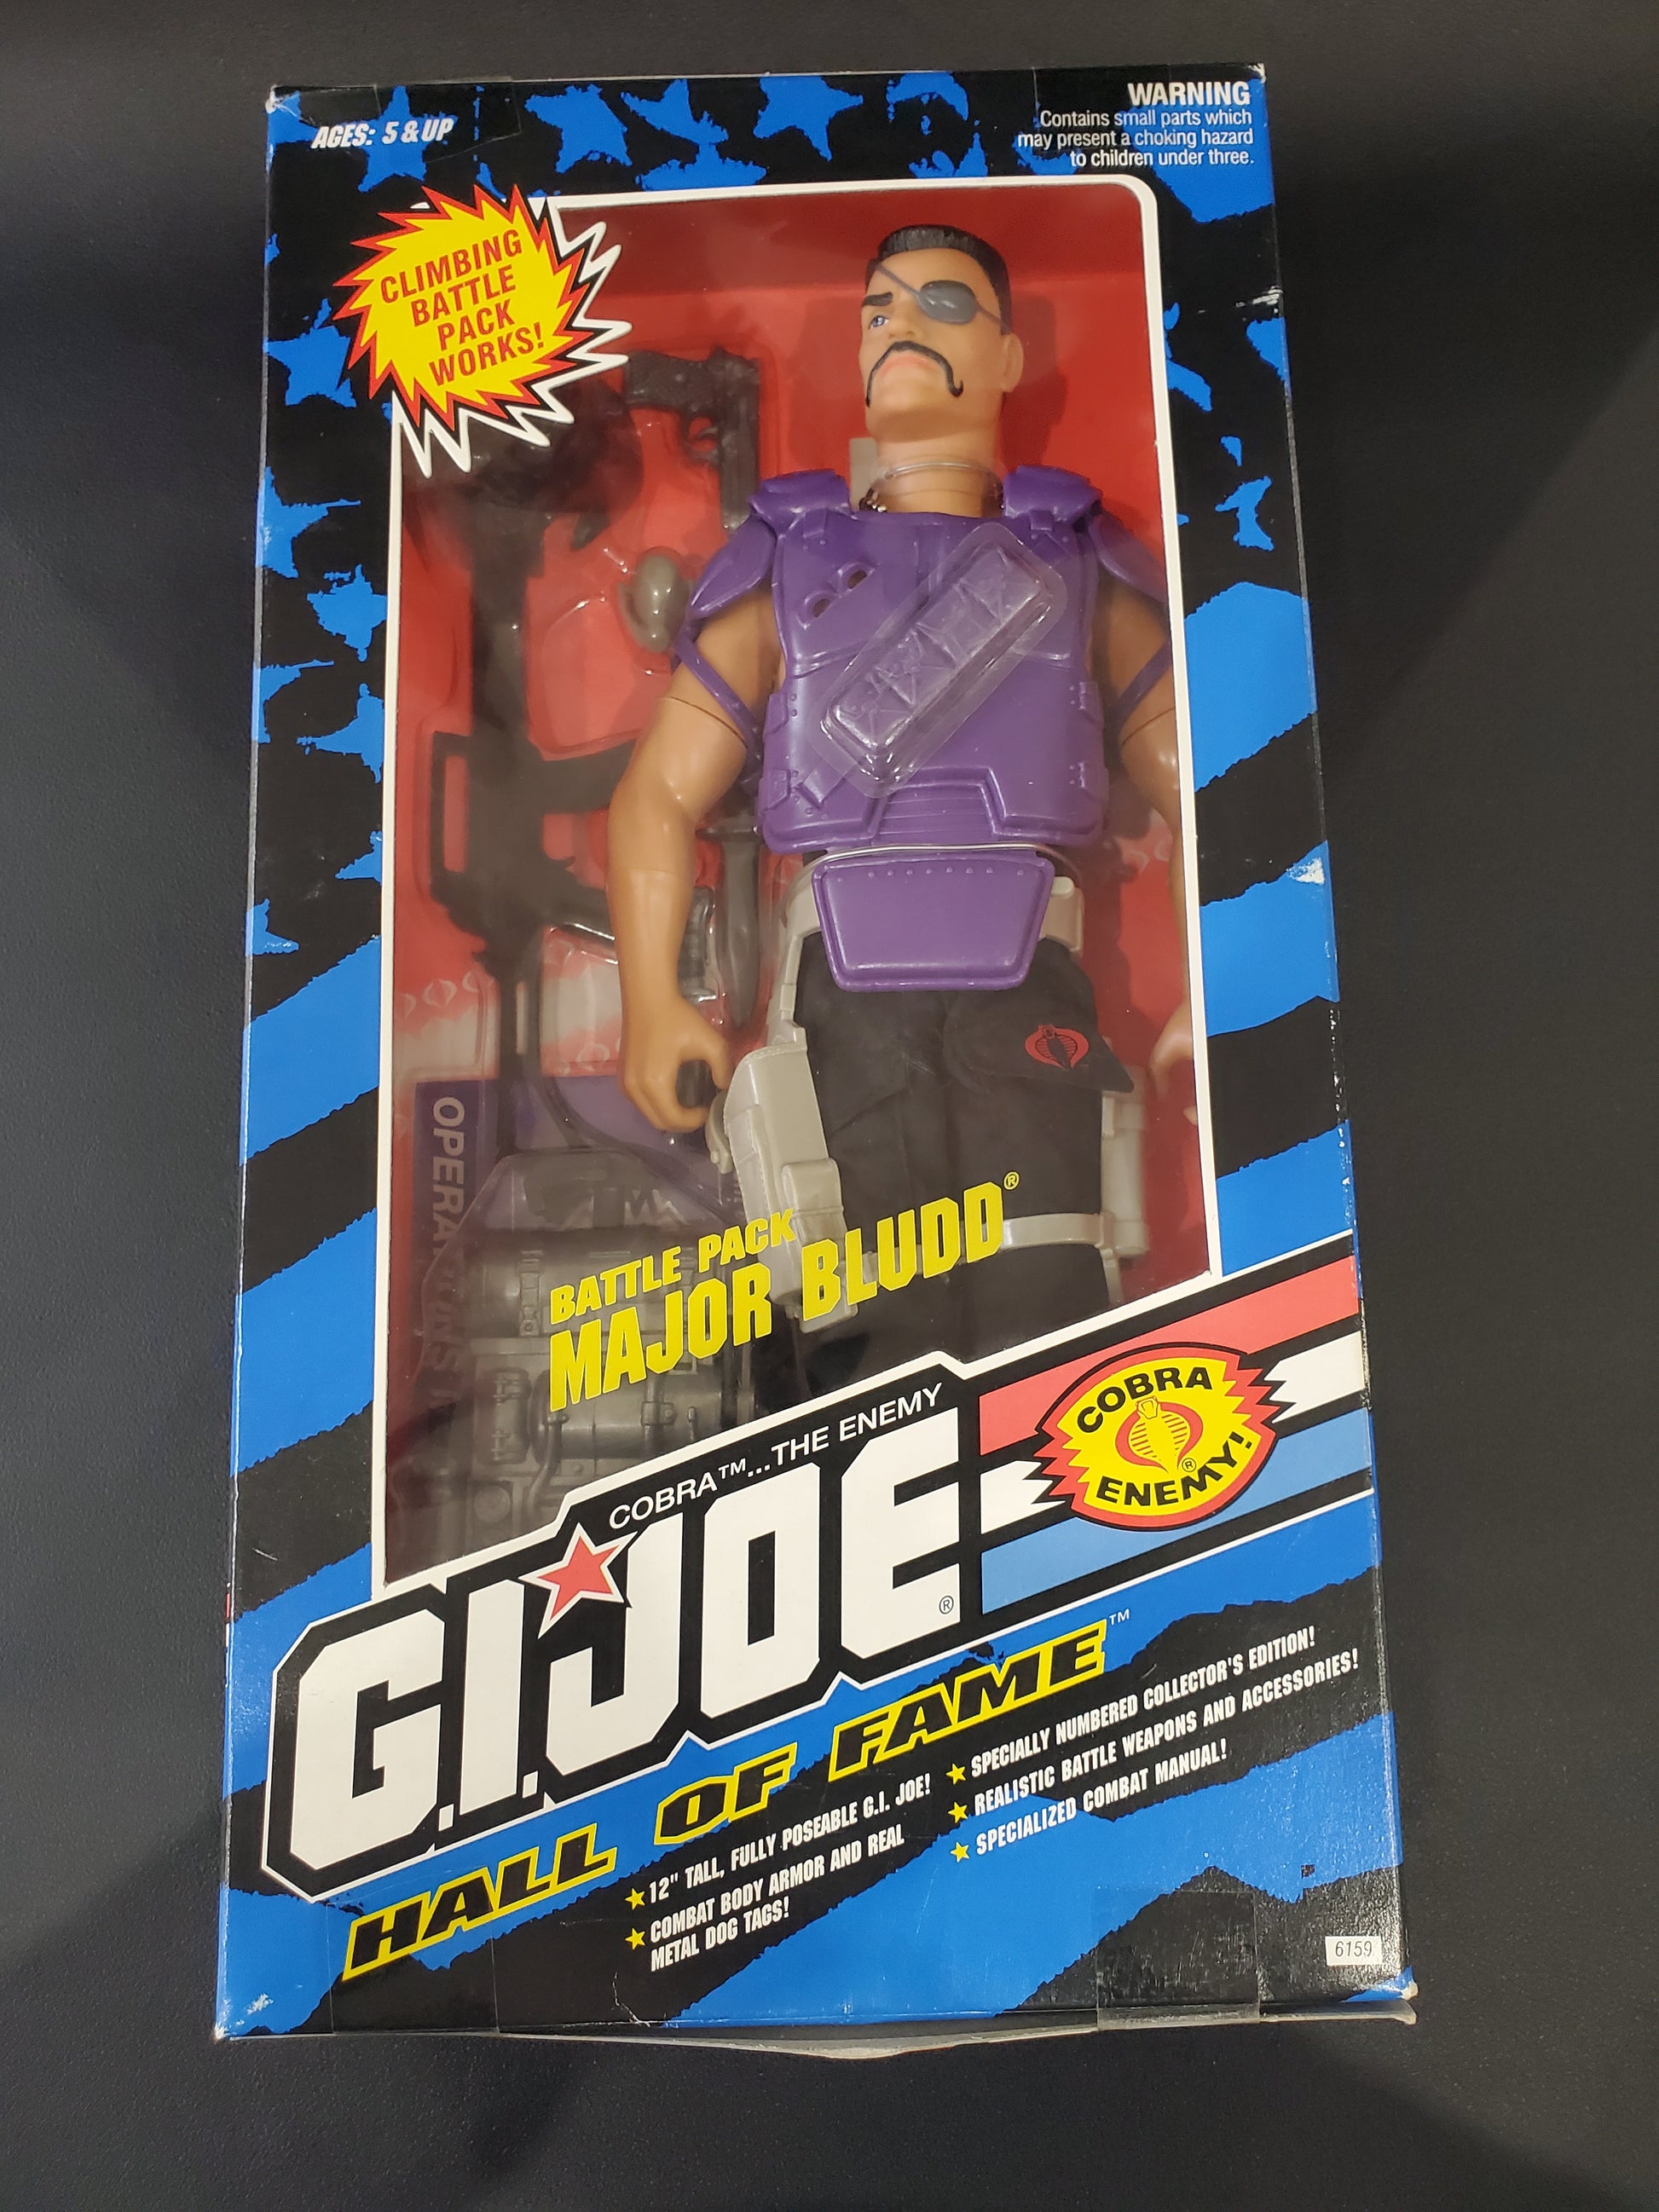 AGES: 5 & UP
WARNING
Contains small parts which
may present a choking hazard
to children under three.
CLIMBING
BATTLE
PACK
WORKS!
OPERATIONS
BATTLE PACK
MAJOR BLUDD®
COBRA™...THE ENEMY
G.I.JOE®
COBRA
®
ENEMY!
HALL OF FAME™
12" TALL, FULLY POSEABLE G.I. JOE!
COMBAT BODY ARMOR AND REAL
METAL DOG TAGS!
SPECIALLY NUMBERED COLLECTOR'S EDITION!
REALISTIC BATTLE WEAPONS AND ACCESSORIES!
SPECIALIZED COMBAT MANUAL!
6159